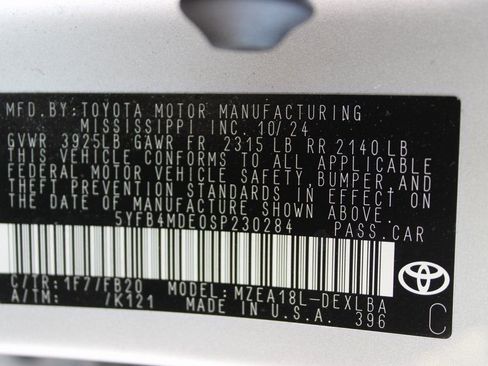 MFD.BY:TOYOTA MOTOR MANUFACTURING
MISSISSIPPI INC. 10/24
GVWR 3925LB GAWR FR 2315 LB RR 2140 LB
THIS VEHICLE CONFORMS TO ALL APPLICABLE
FEDERAL MOTOR VEHICLE SAFETY, BUMPER, AND
THEFT PREVENTION STANDARDS IN EFFECT ON
THE DATE OF MANUFACTURE SHOWN ABOVE.
5YFB4MDE0SP230284 PASS.CAR
C/TR:1F7/FB20 MODEL:MZEA18L-DEXLBA
A/TM: /K121 MADE IN U.S.A.
396
C